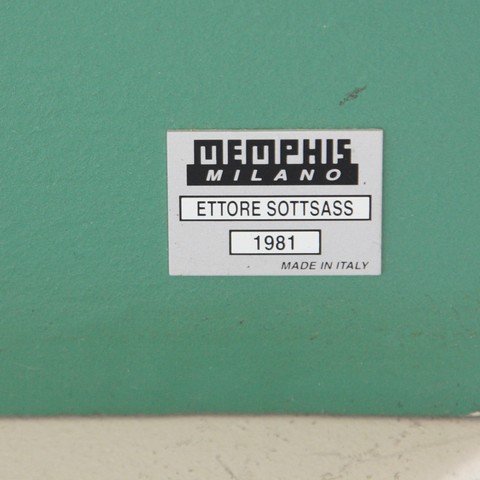 MEMPHIS
MILANO
ETTORE SOTTSASS
1981
MADE IN ITALY